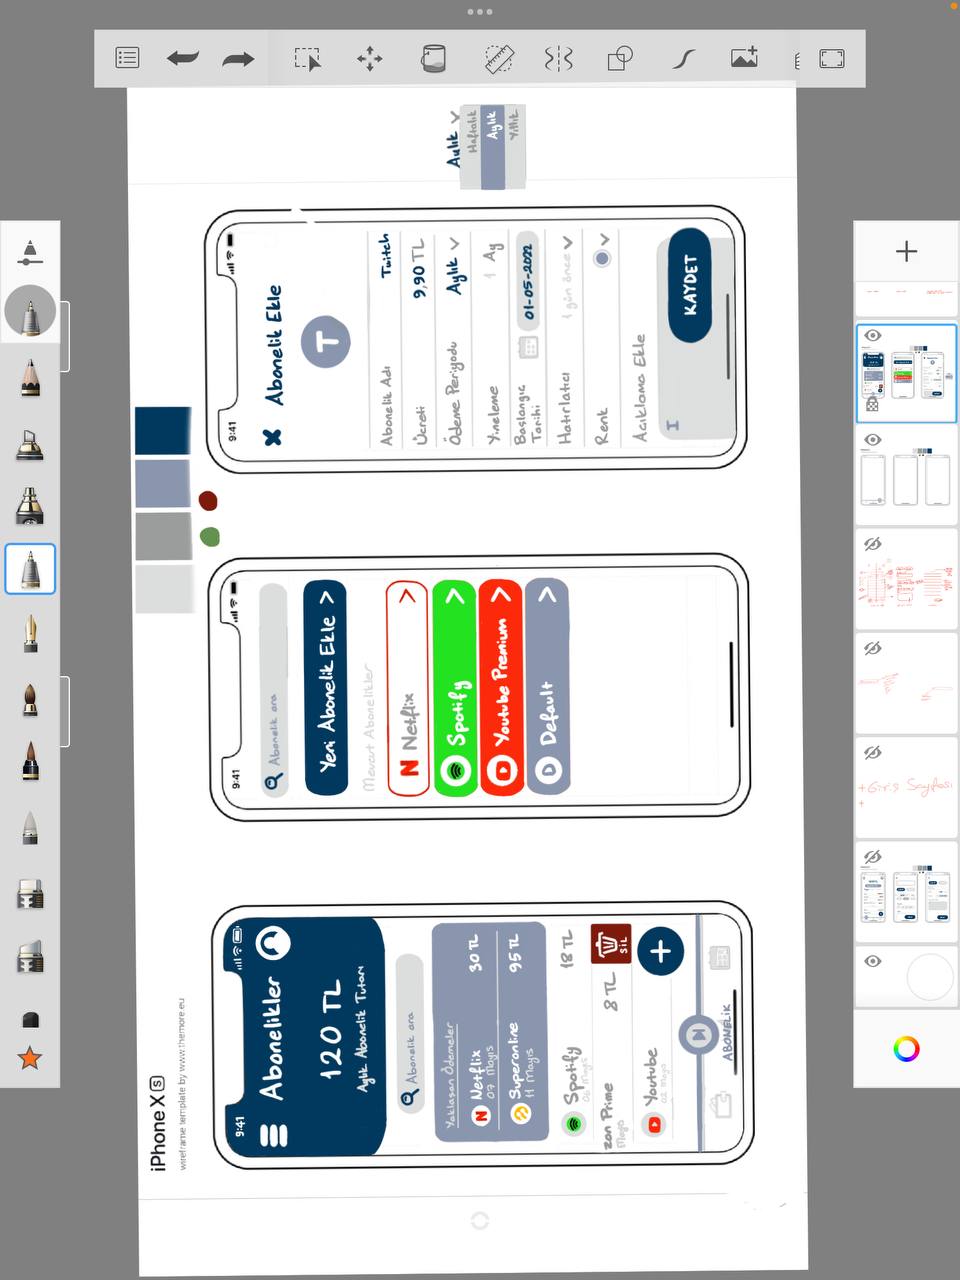 iPhone X S
wireframe template by www.themore.eu
9:41
Abonelikler
120 TL
Aylık Abonelik Tutarı
Abonelik ara
Yaklaşan Ödemeler
N Netflix 30 TL
07 Mayıs
Superonline 95 TL
11 Mayıs
Spotify 18 TL
06 Mayıs
zon Prime 8 TL
Mayıs
SİL
Youtube
02 Mayıs
ABONELİK
9:41
Abonelik ara
Yeni Abonelik Ekle >
Mevcut Abonelikler
N Netflix >
Spotify >
Youtube Premium >
D Default >
9:41
Abonelik Ekle
T
Abonelik Adı Twitch
Ücreti 9,90 TL
Ödeme Periyodu Aylık
Yineleme 1 Ay
Başlangıç
Tarihi 01-05-2022
Hatırlatıcı 1 gün önce
Renk
Acıklama Ekle
I
KAYDET
Aylık
Haftalık
Aylık
Yıllık
+ Giriş Sayfası
+